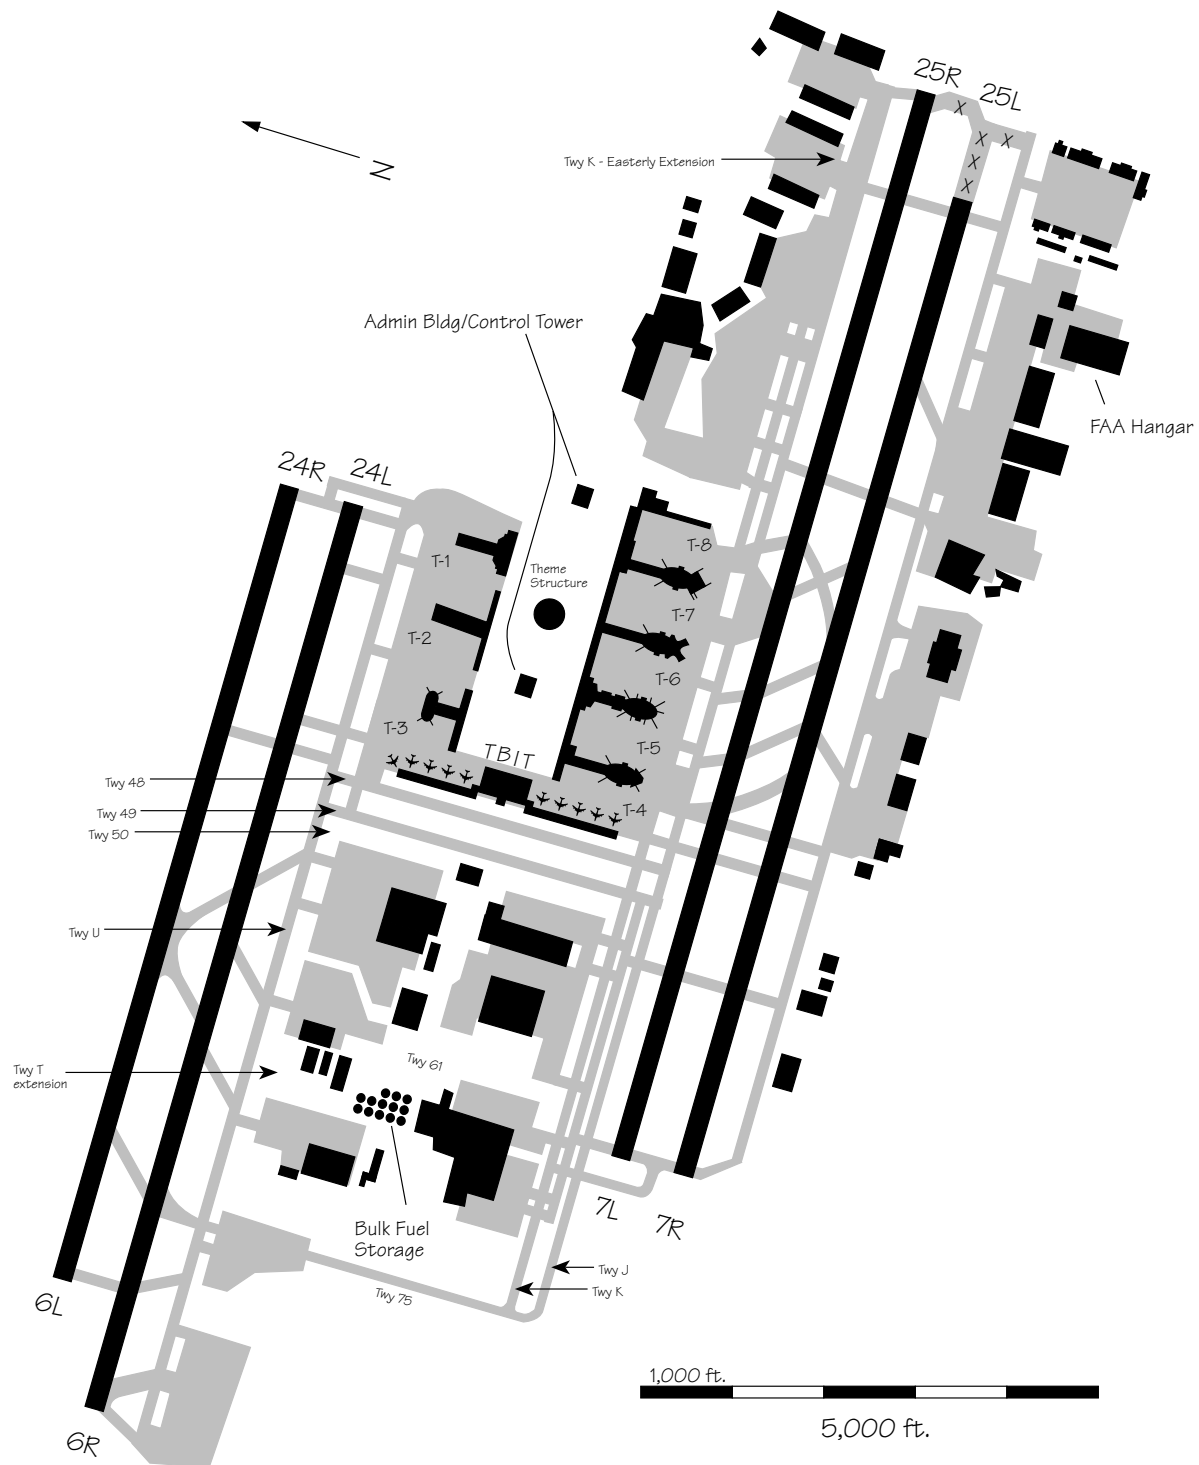 25R
25L
X
X
X
X
X
Twy K - Easterly Extension
N
Admin Bldg/Control Tower
FAA Hangar
24R
24L
T-8
T-1
Theme
Structure
T-7
T-2
T-6
T-3
T-5
TBIT
T-4
Twy 48
Twy 49
Twy 50
Twy U
Twy 61
Twy T
extension
7L
7R
Bulk Fuel
Storage
Twy J
Twy K
Twy 75
6L
1,000 ft.
5,000 ft.
6R